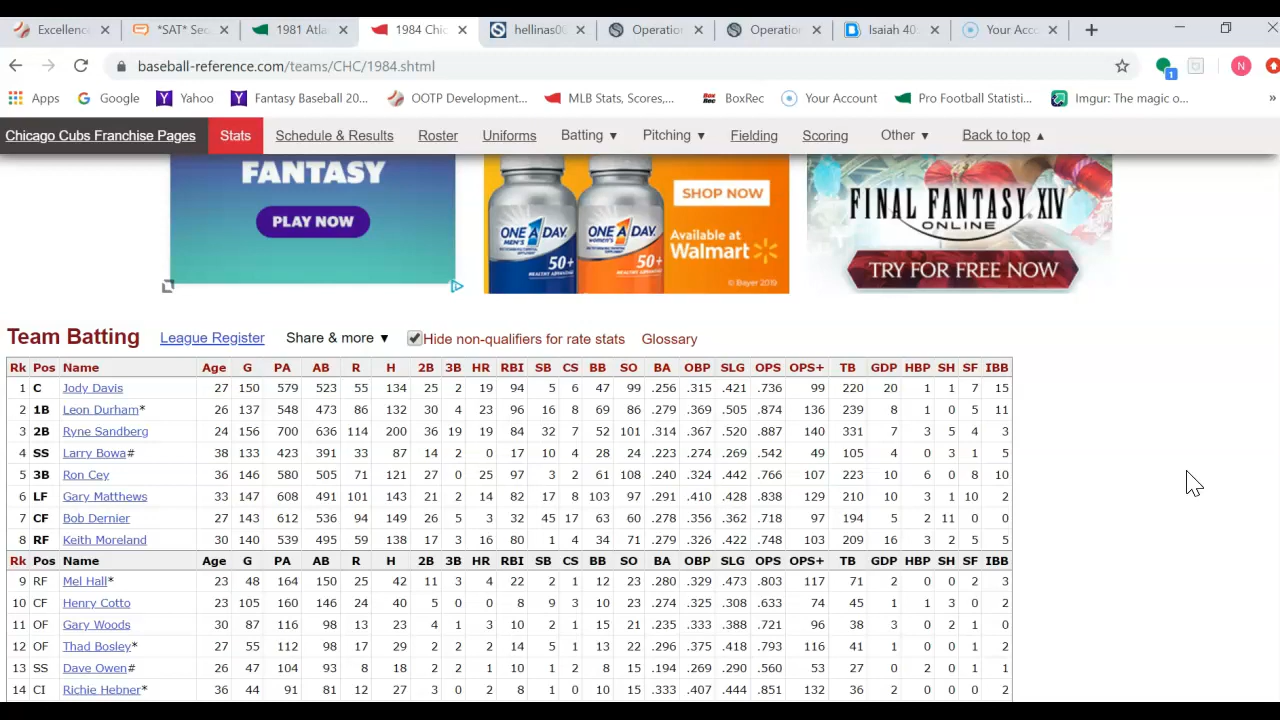 Excellence × *SAT* Sec × 1981 Atla × 1984 Chic × hellinas00 × Operation × Operation × Isaiah 40. × Your Acc × +
baseball-reference.com/teams/CHC/1984.shtml 1 N
Apps Google Yahoo Fantasy Baseball 20... OOTP Development... MLB Stats, Scores,... BoxRec BoxRec Your Account Pro Football Statisti... Imgur: The magic o... »
Chicago Cubs Franchise Pages Stats Schedule & Results Roster Uniforms Batting ▼ Pitching ▼ Fielding Scoring Other ▼ Back to top ▲
FANTASY
PLAY NOW
ONE A DAY
MEN'S
50+
ONE A DAY
WOMEN'S
50+
SHOP NOW
Available at
Walmart
© Bayer 2019
FINAL FANTASY XIV
ONLINE
TRY FOR FREE NOW
Team Batting League Register Share & more ▼ Hide non-qualifiers for rate stats Glossary
Rk Pos Name Age G PA AB R H 2B 3B HR RBI SB CS BB SO BA OBP SLG OPS OPS+ TB GDP HBP SH SF IBB
1 C Jody Davis 27 150 579 523 55 134 25 2 19 94 5 6 47 99 .256 .315 .421 .736 99 220 20 1 1 7 15
2 1B Leon Durham* 26 137 548 473 86 132 30 4 23 96 16 8 69 86 .279 .369 .505 .874 136 239 8 1 0 5 11
3 2B Ryne Sandberg 24 156 700 636 114 200 36 19 19 84 32 7 52 101 .314 .367 .520 .887 140 331 7 3 5 4 3
4 SS Larry Bowa# 38 133 423 391 33 87 14 2 0 17 10 4 28 24 .223 .274 .269 .542 49 105 4 0 3 1 5
5 3B Ron Cey 36 146 580 505 71 121 27 0 25 97 3 2 61 108 .240 .324 .442 .766 107 223 10 6 0 8 10
6 LF Gary Matthews 33 147 608 491 101 143 21 2 14 82 17 8 103 97 .291 .410 .428 .838 129 210 10 3 1 10 2
7 CF Bob Dernier 27 143 612 536 94 149 26 5 3 32 45 17 63 60 .278 .356 .362 .718 97 194 5 2 11 0 0
8 RF Keith Moreland 30 140 539 495 59 138 17 3 16 80 1 4 34 71 .279 .326 .422 .748 103 209 16 3 2 5 5
Rk Pos Name Age G PA AB R H 2B 3B HR RBI SB CS BB SO BA OBP SLG OPS OPS+ TB GDP HBP SH SF IBB
9 RF Mel Hall* 23 48 164 150 25 42 11 3 4 22 2 1 12 23 .280 .329 .473 .803 117 71 2 0 0 2 3
10 CF Henry Cotto 23 105 160 146 24 40 5 0 0 8 9 3 10 23 .274 .325 .308 .633 74 45 1 1 3 0 2
11 OF Gary Woods 30 87 116 98 13 23 4 1 3 10 2 1 15 21 .235 .333 .388 .721 96 38 3 0 2 1 0
12 OF Thad Bosley* 27 55 112 98 17 29 2 2 2 14 5 1 13 22 .296 .375 .418 .793 116 41 1 0 0 1 2
13 SS Dave Owen# 26 47 104 93 8 18 2 2 1 10 1 2 8 15 .194 .269 .290 .560 53 27 0 2 0 1 1
14 CI Richie Hebner* 36 44 91 81 12 27 3 0 2 8 1 0 10 15 .333 .407 .444 .851 132 36 2 0 0 0 2